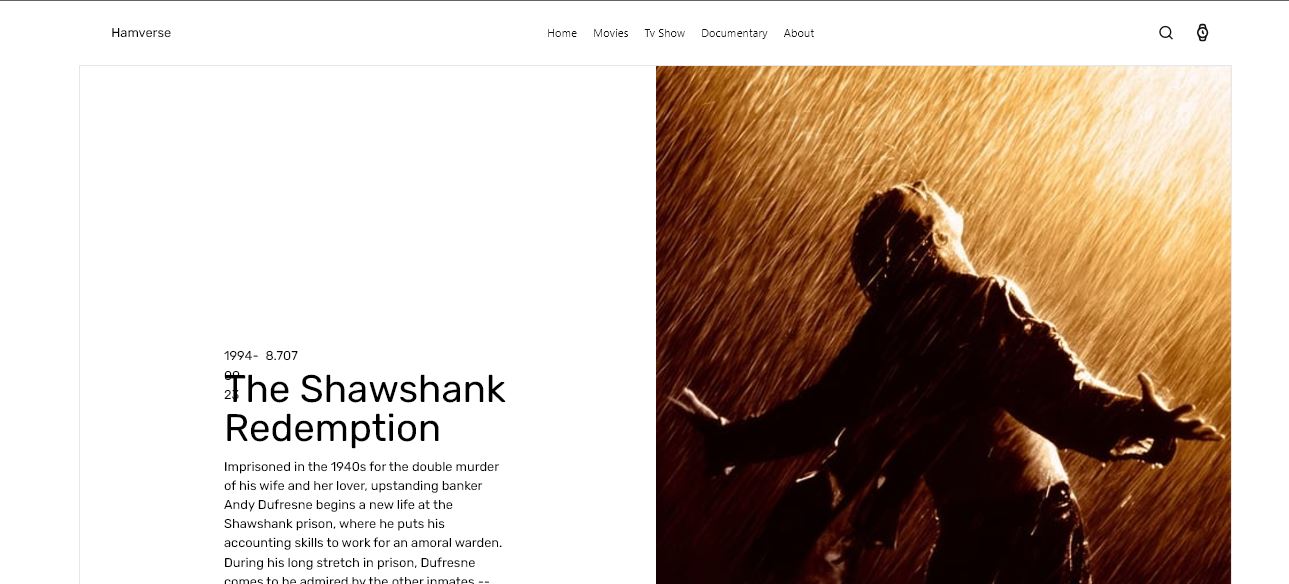 Hamverse
Home Movies Tv Show Documentary About
1994- 8.707
09-
23
The Shawshank
Redemption
Imprisoned in the 1940s for the double murder
of his wife and her lover, upstanding banker
Andy Dufresne begins a new life at the
Shawshank prison, where he puts his
accounting skills to work for an amoral warden.
During his long stretch in prison, Dufresne
comes to be admired by the other inmates --